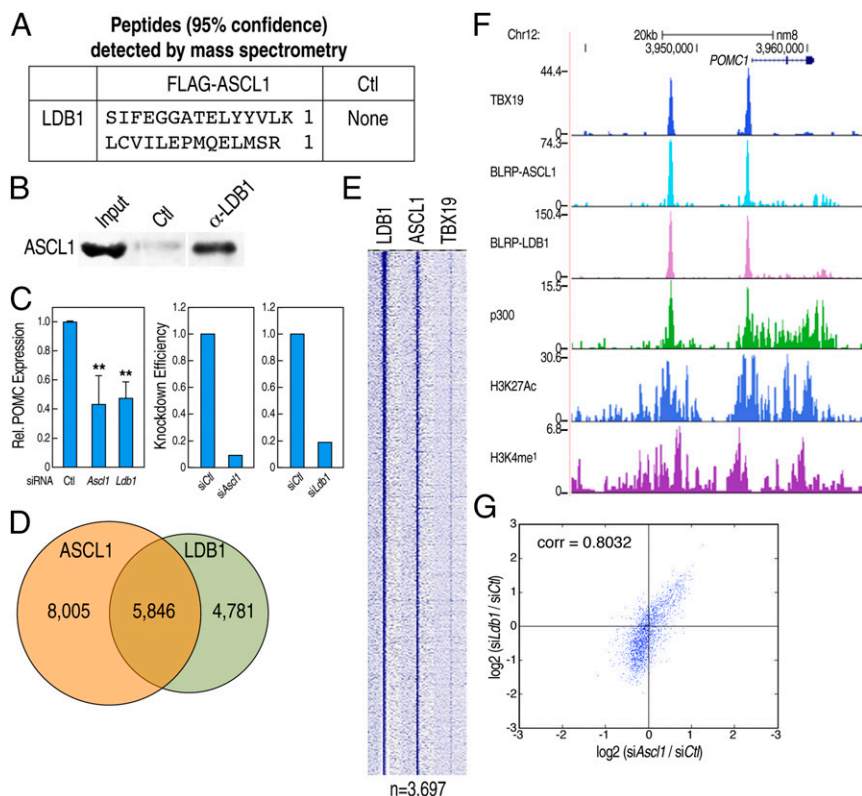 A
Peptides (95% confidence)
detected by mass spectrometry
FLAG-ASCL1 Ctl
LDB1 SIFEGGATELYYVLK 1 None
LCVILEPMQELMSR 1
B
Input Ctl α-LDB1
ASCL1
C
Rel. POMC Expression
1.0
0.8
0.6
0.4
0.2
0
** **
siRNA Ctl Ascl1 Ldb1
Knockdown Efficiency
1.2
1.0
0.8
0.6
0.4
0.2
0
siCtl siAscl1
1.2
1.0
0.8
0.6
0.4
0.2
0
siCtl siLdb1
D
ASCL1 LDB1
8,005 5,846 4,781
E
LDB1 ASCL1 TBX19
n=3,697
F
Chr12: 20kb nm8
3,950,000 3,960,000
POMC1
44.4
TBX19
0
74.3
BLRP-ASCL1
0
150.4
BLRP-LDB1
0
15.5
p300
0
30.6
H3K27Ac
0
6.8
H3K4me1
0
G
corr = 0.8032
log2 (siLdb1 / siCtl)
3
2
1
0
-1
-2
-3
-3 -2 -1 0 1 2 3
log2 (siAscl1 / siCtl)